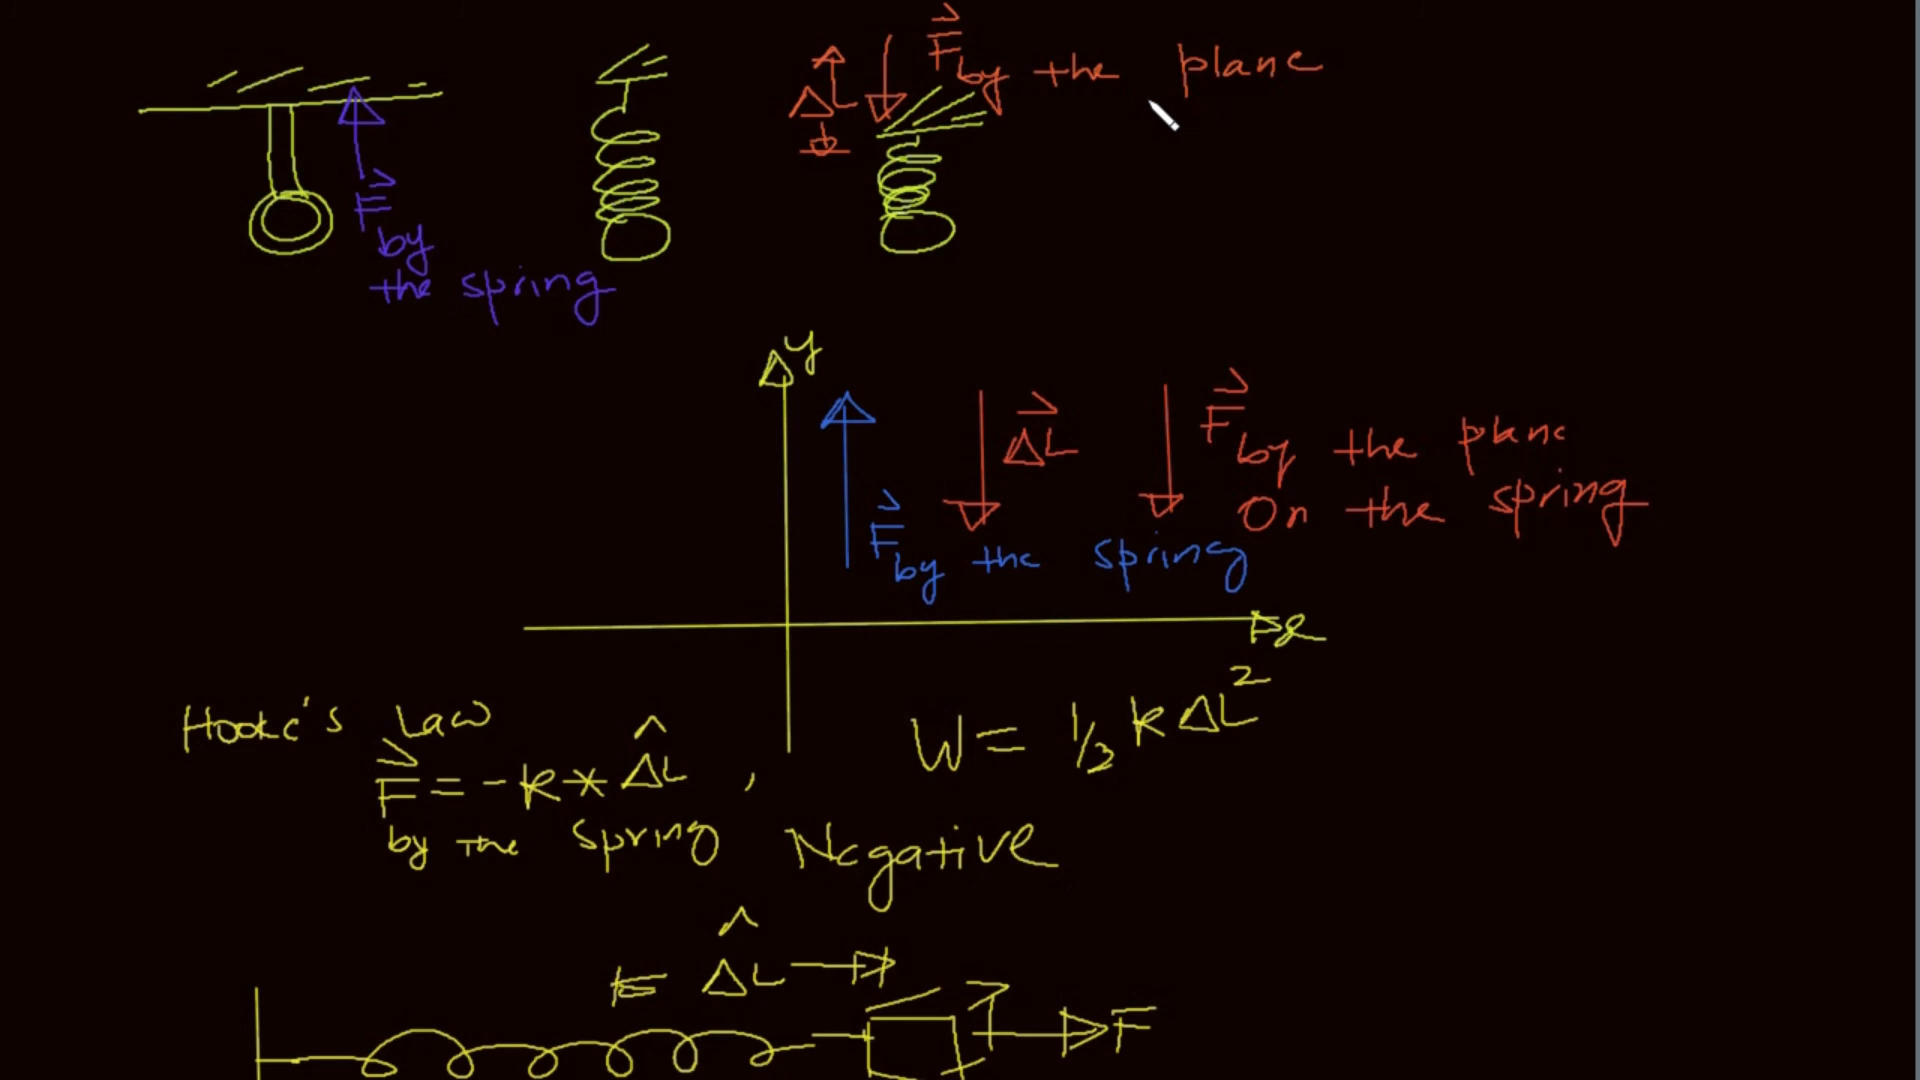 F⃗ by the plane
ΔL
F⃗
by
the spring
y
ΔL⃗
F⃗ by the plane
On the spring
F⃗ by the spring
x
Hooke's Law
W = 1/2 k ΔL²
F⃗ = -k * ΔL̂ ,
by the spring
Negative
ΔL̂
F